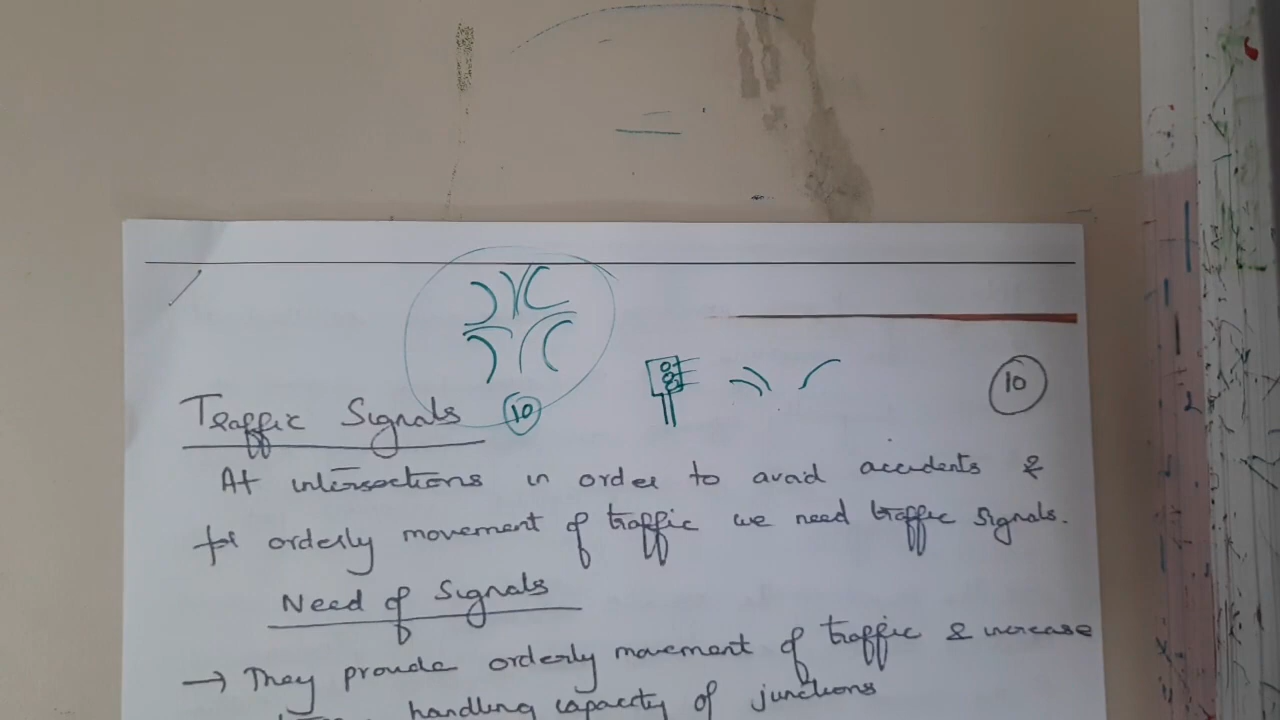 10
Traffic Signals 10
At intersections in order to avoid accidents &
for orderly movement of traffic we need traffic signals.
Need of Signals
→ They provide orderly movement of traffic & increase
handling capacity of junctions